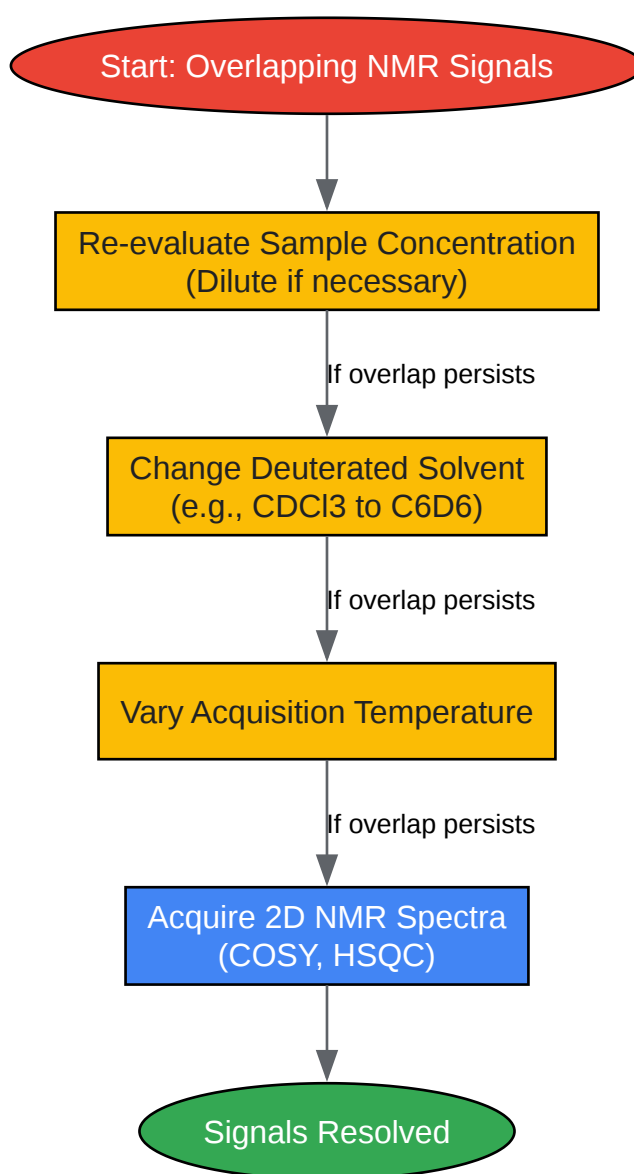 Start: Overlapping NMR Signals
Re-evaluate Sample Concentration
(Dilute if necessary)
If overlap persists
Change Deuterated Solvent
(e.g., CDCl3 to C6D6)
If overlap persists
Vary Acquisition Temperature
If overlap persists
Acquire 2D NMR Spectra
(COSY, HSQC)
Signals Resolved